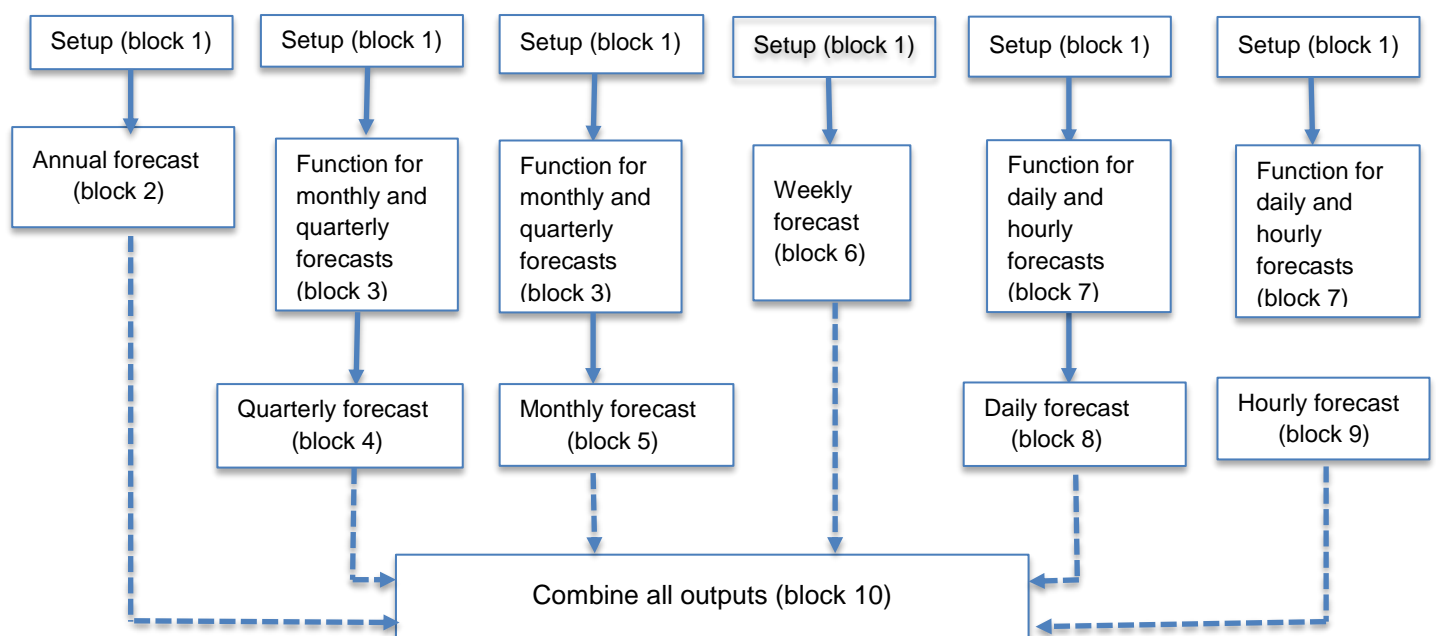 Setup (block 1)
Setup (block 1)
Setup (block 1)
Setup (block 1)
Setup (block 1)
Setup (block 1)
Annual forecast
(block 2)
Function for
monthly and
quarterly
forecasts
(block 3)
Function for
monthly and
quarterly
forecasts
(block 3)
Weekly
forecast
(block 6)
Function for
daily and
hourly
forecasts
(block 7)
Function for
daily and
hourly
forecasts
(block 7)
Quarterly forecast
(block 4)
Monthly forecast
(block 5)
Daily forecast
(block 8)
Hourly forecast
(block 9)
Combine all outputs (block 10)